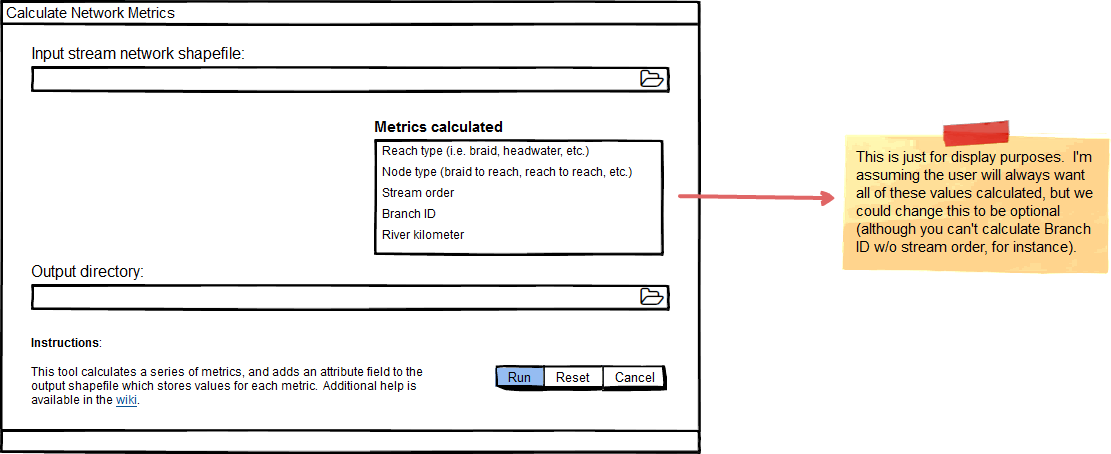 Calculate Network Metrics
Input stream network shapefile:
Metrics calculated
Reach type (i.e. braid, headwater, etc.)
Node type (braid to reach, reach to reach, etc.)
Stream order
Branch ID
River kilometer
This is just for display purposes.  I'm
assuming the user will always want
all of these values calculated, but we
could change this to be optional
(although you can't calculate Branch
ID w/o stream order, for instance).
Output directory:
Instructions:
This tool calculates a series of metrics, and adds an attribute field to the
output shapefile which stores values for each metric.  Additional help is
available in the wiki.
Run Reset Cancel